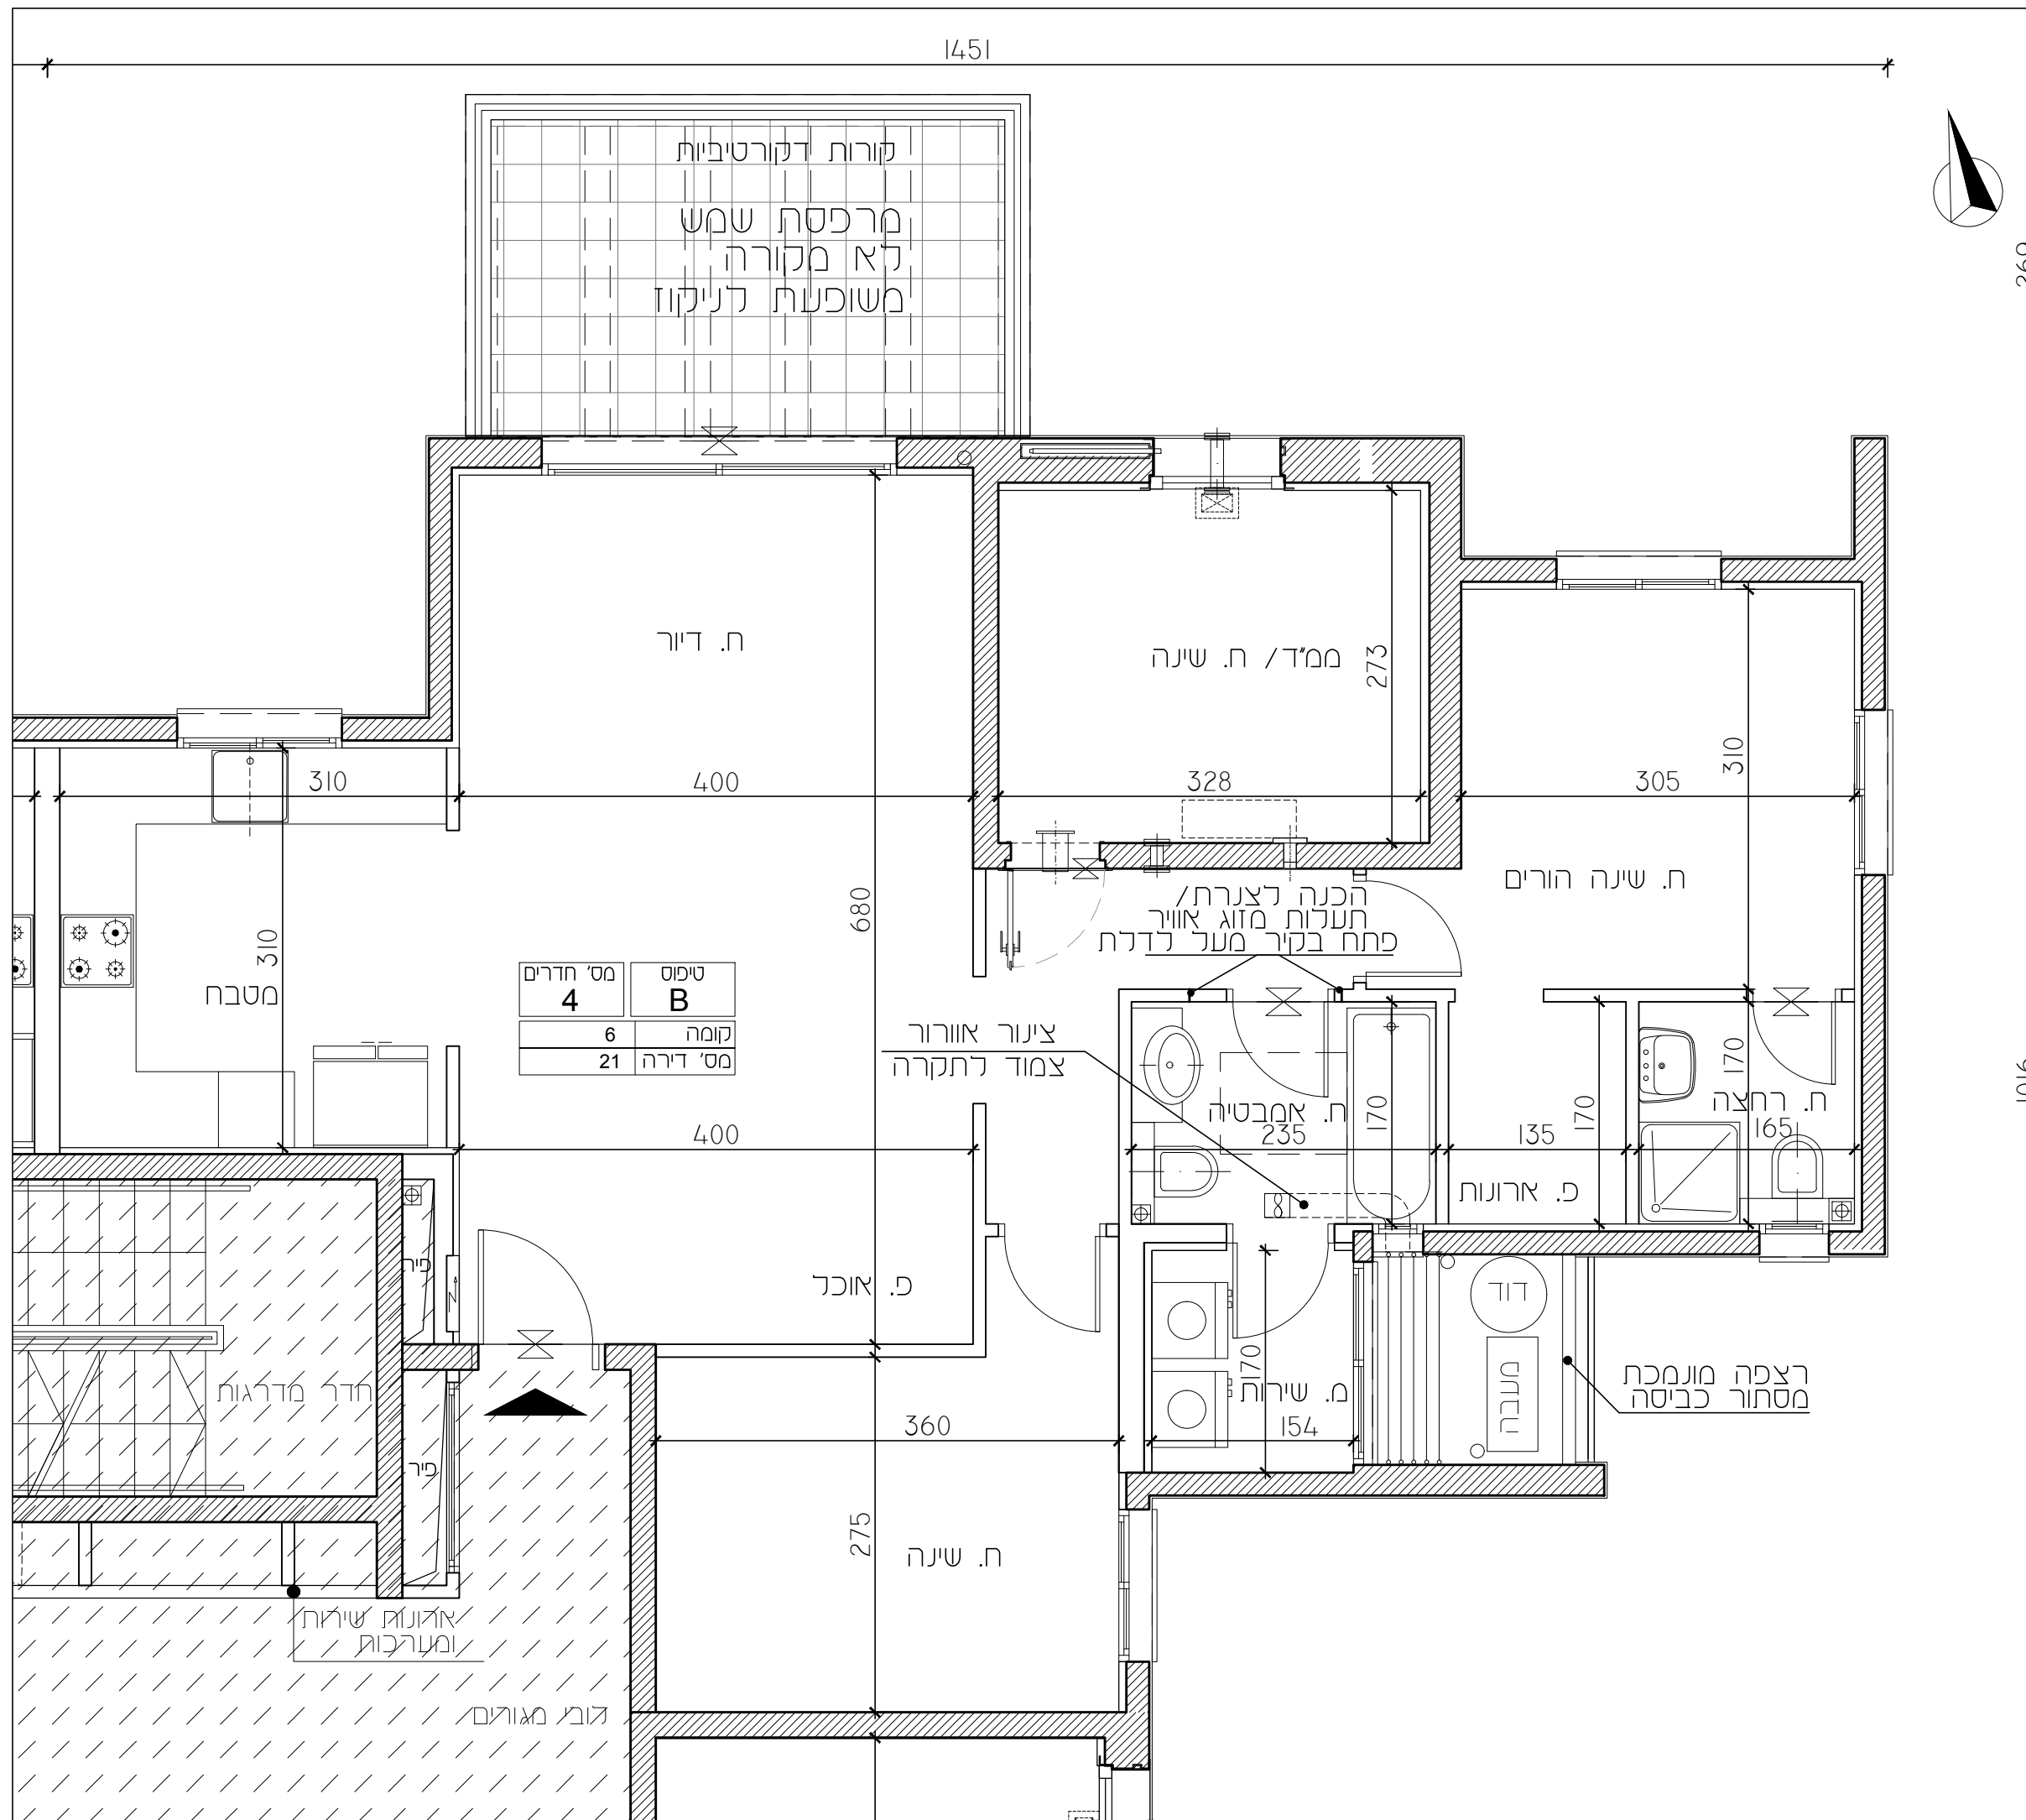 1451
קורות דקורטיביות
מרפסת שמש
לא מקורה
משופעת לניקוז
ח. דיור
ממ"ד/ ח. שינה
273
310
310
400
328
305
ח. שינה הורים
680
310
מטבח
הכנה לצנרת/
תעלות מזוג אוויר
פתח בקיר מעל לדלת
טיפוס
מס' חדרים
B
4
קומה 6
מס' דירה 21
צינור אוורור
צמוד לתקרה
ח. אמבטיה
170
170
170
ח. רחצה
400
235
135
165
פ. ארונות
פיר
פ. אוכל
דוד
מעבה
רצפה מונמכת
מסתור כביסה
170
מ. שירות
154
חדר מדרגות
360
פיר
275
ח. שינה
ארונות שירות
ומערכות
לובי מגורים